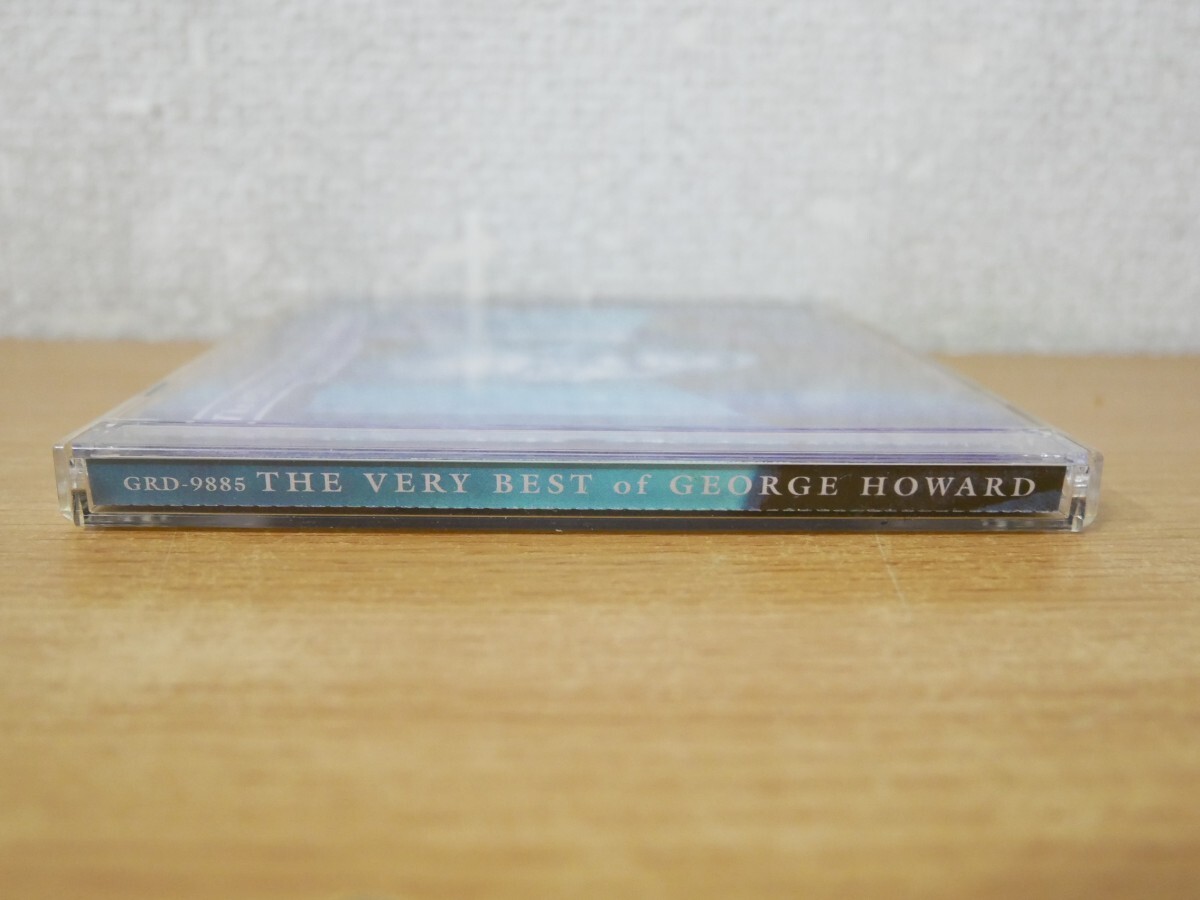 GRD-9885 THE VERY BEST of GEORGE HOWARD